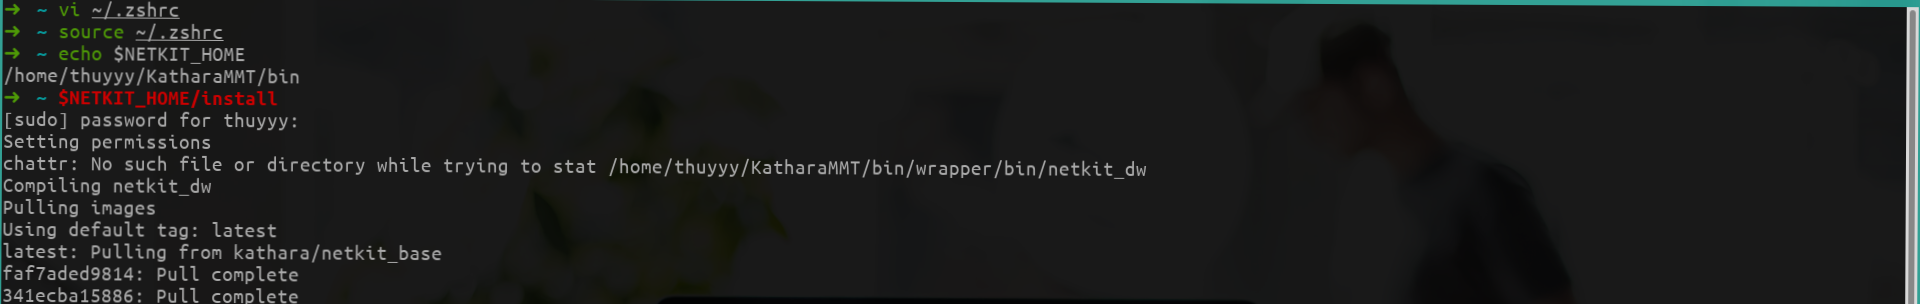 ➜ ~ vi ~/.zshrc
➜ ~ source ~/.zshrc
➜ ~ echo $NETKIT_HOME
/home/thuyyy/KatharaMMT/bin
➜ ~ $NETKIT_HOME/install
[sudo] password for thuyyy:
Setting permissions
chattr: No such file or directory while trying to stat /home/thuyyy/KatharaMMT/bin/wrapper/bin/netkit_dw
Compiling netkit_dw
Pulling images
Using default tag: latest
latest: Pulling from kathara/netkit_base
faf7aded9814: Pull complete
341ecba15886: Pull complete